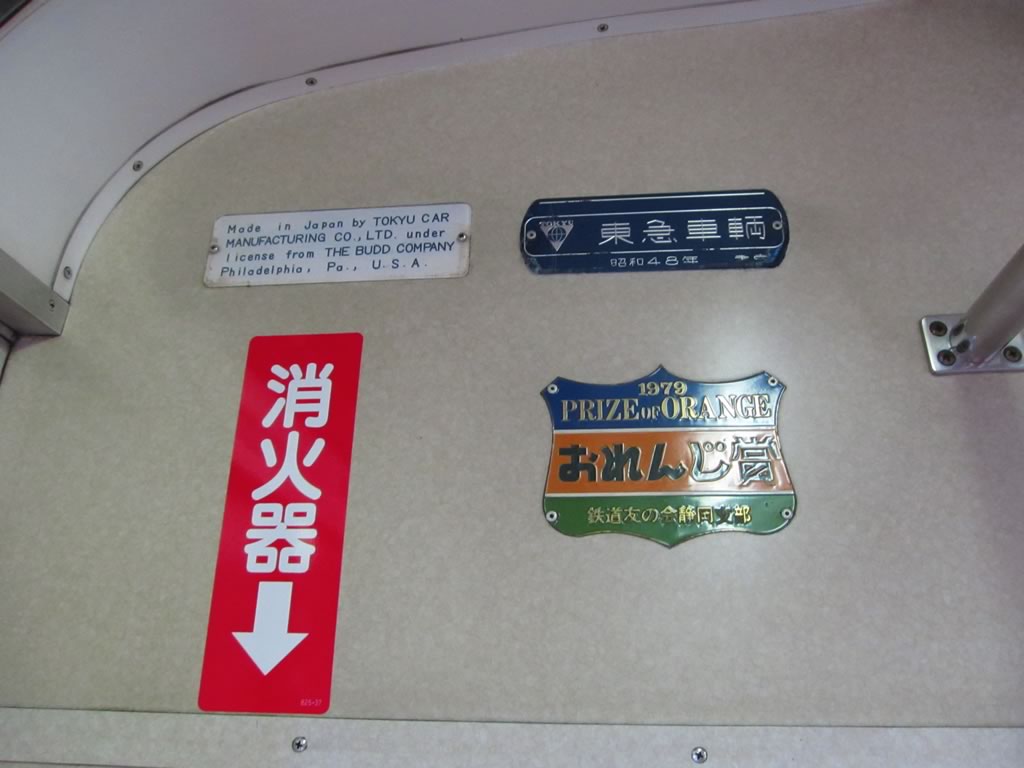 Made in Japan by TOKYU CAR
MANUFACTURING CO., LTD. under
license from THE BUDD COMPANY
Philadelphia, Pa., U.S.A.
TOKYU
東急車輌
昭和48年
消火器
1979
PRIZE OF ORANGE
おれんじ賞
鉄道友の会静岡支部